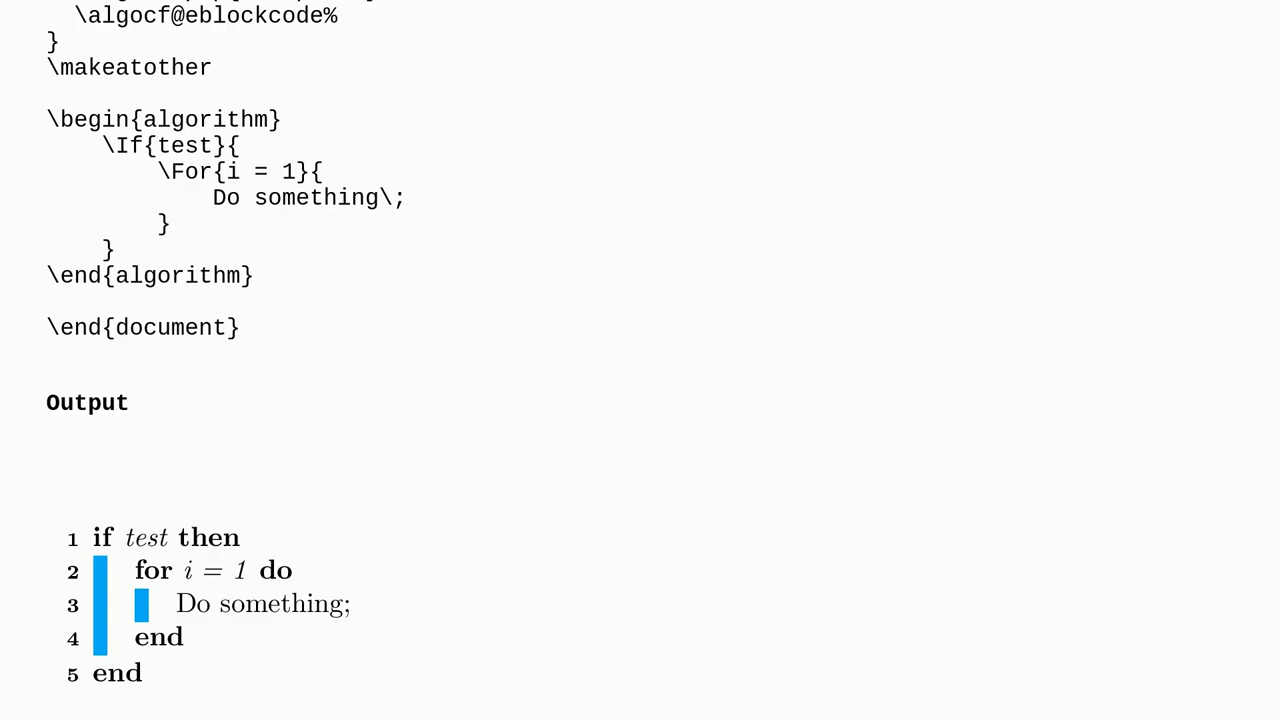 \algocf@eblockcode%
}
\makeatother
\begin{algorithm}
\If{test}{
\For{i = 1}{
Do something\;
}
}
\end{algorithm}
\end{document}
Output
1 if test then
2 for i = 1 do
3 Do something;
4 end
5 end